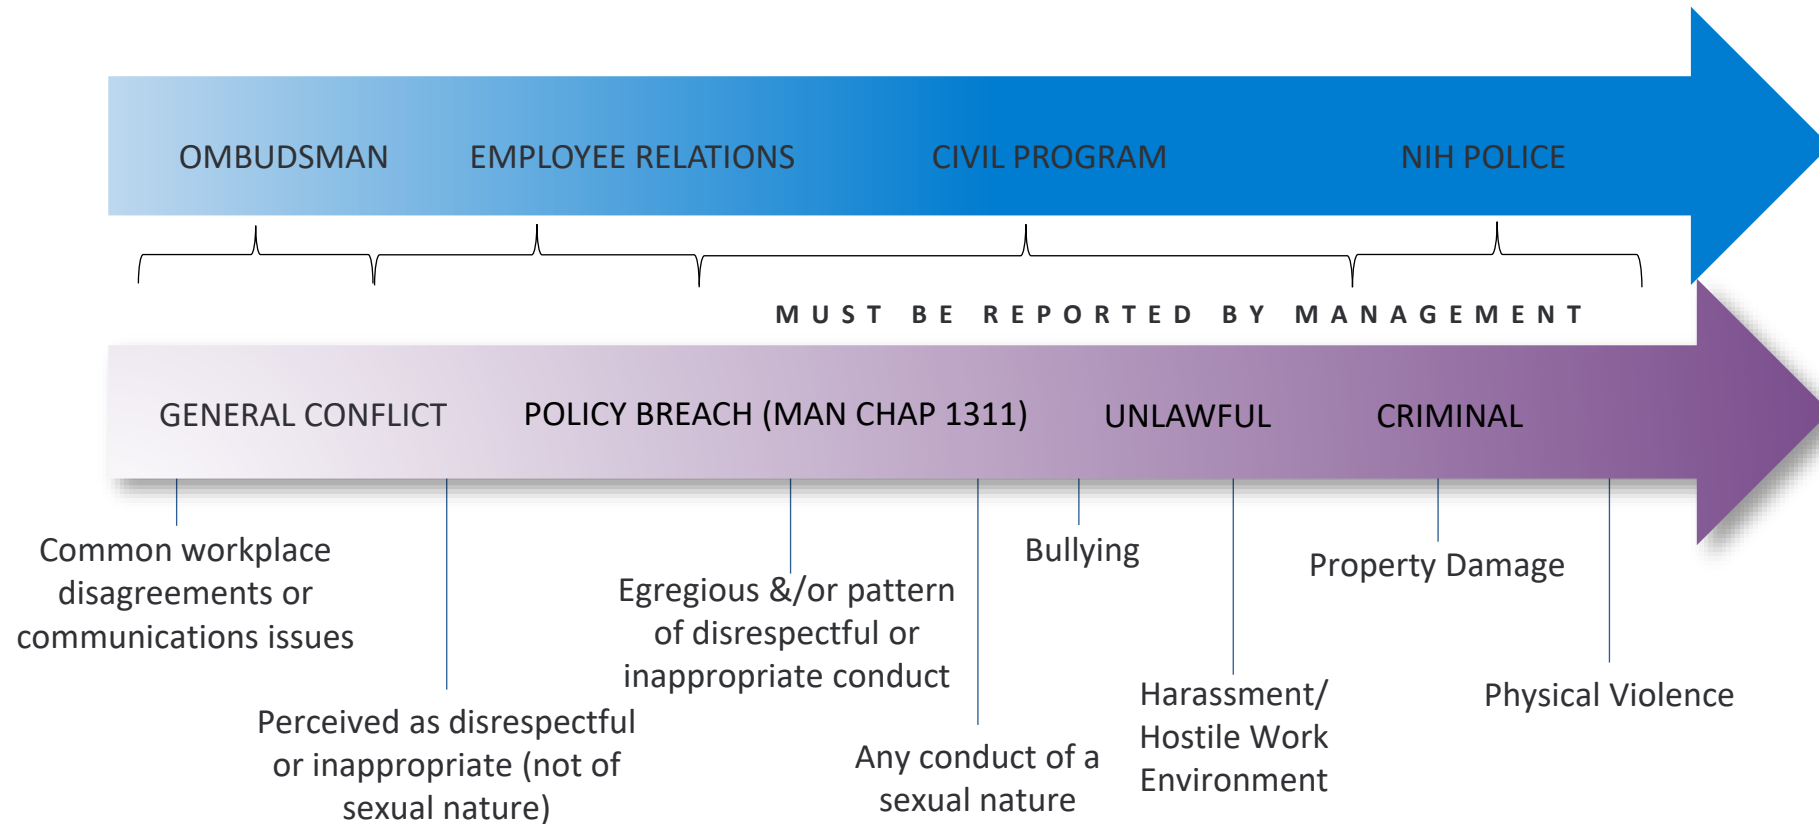 OMBUDSMAN
EMPLOYEE RELATIONS
CIVIL PROGRAM
NIH POLICE
MUST BE REPORTED BY MANAGEMENT
GENERAL CONFLICT
POLICY BREACH (MAN CHAP 1311)
UNLAWFUL
CRIMINAL
Common workplace
disagreements or
communications issues
Perceived as disrespectful
or inappropriate (not of
sexual nature)
Egregious &/or pattern
of disrespectful or
inappropriate conduct
Any conduct of a
sexual nature
Bullying
Harassment/
Hostile Work
Environment
Property Damage
Physical Violence